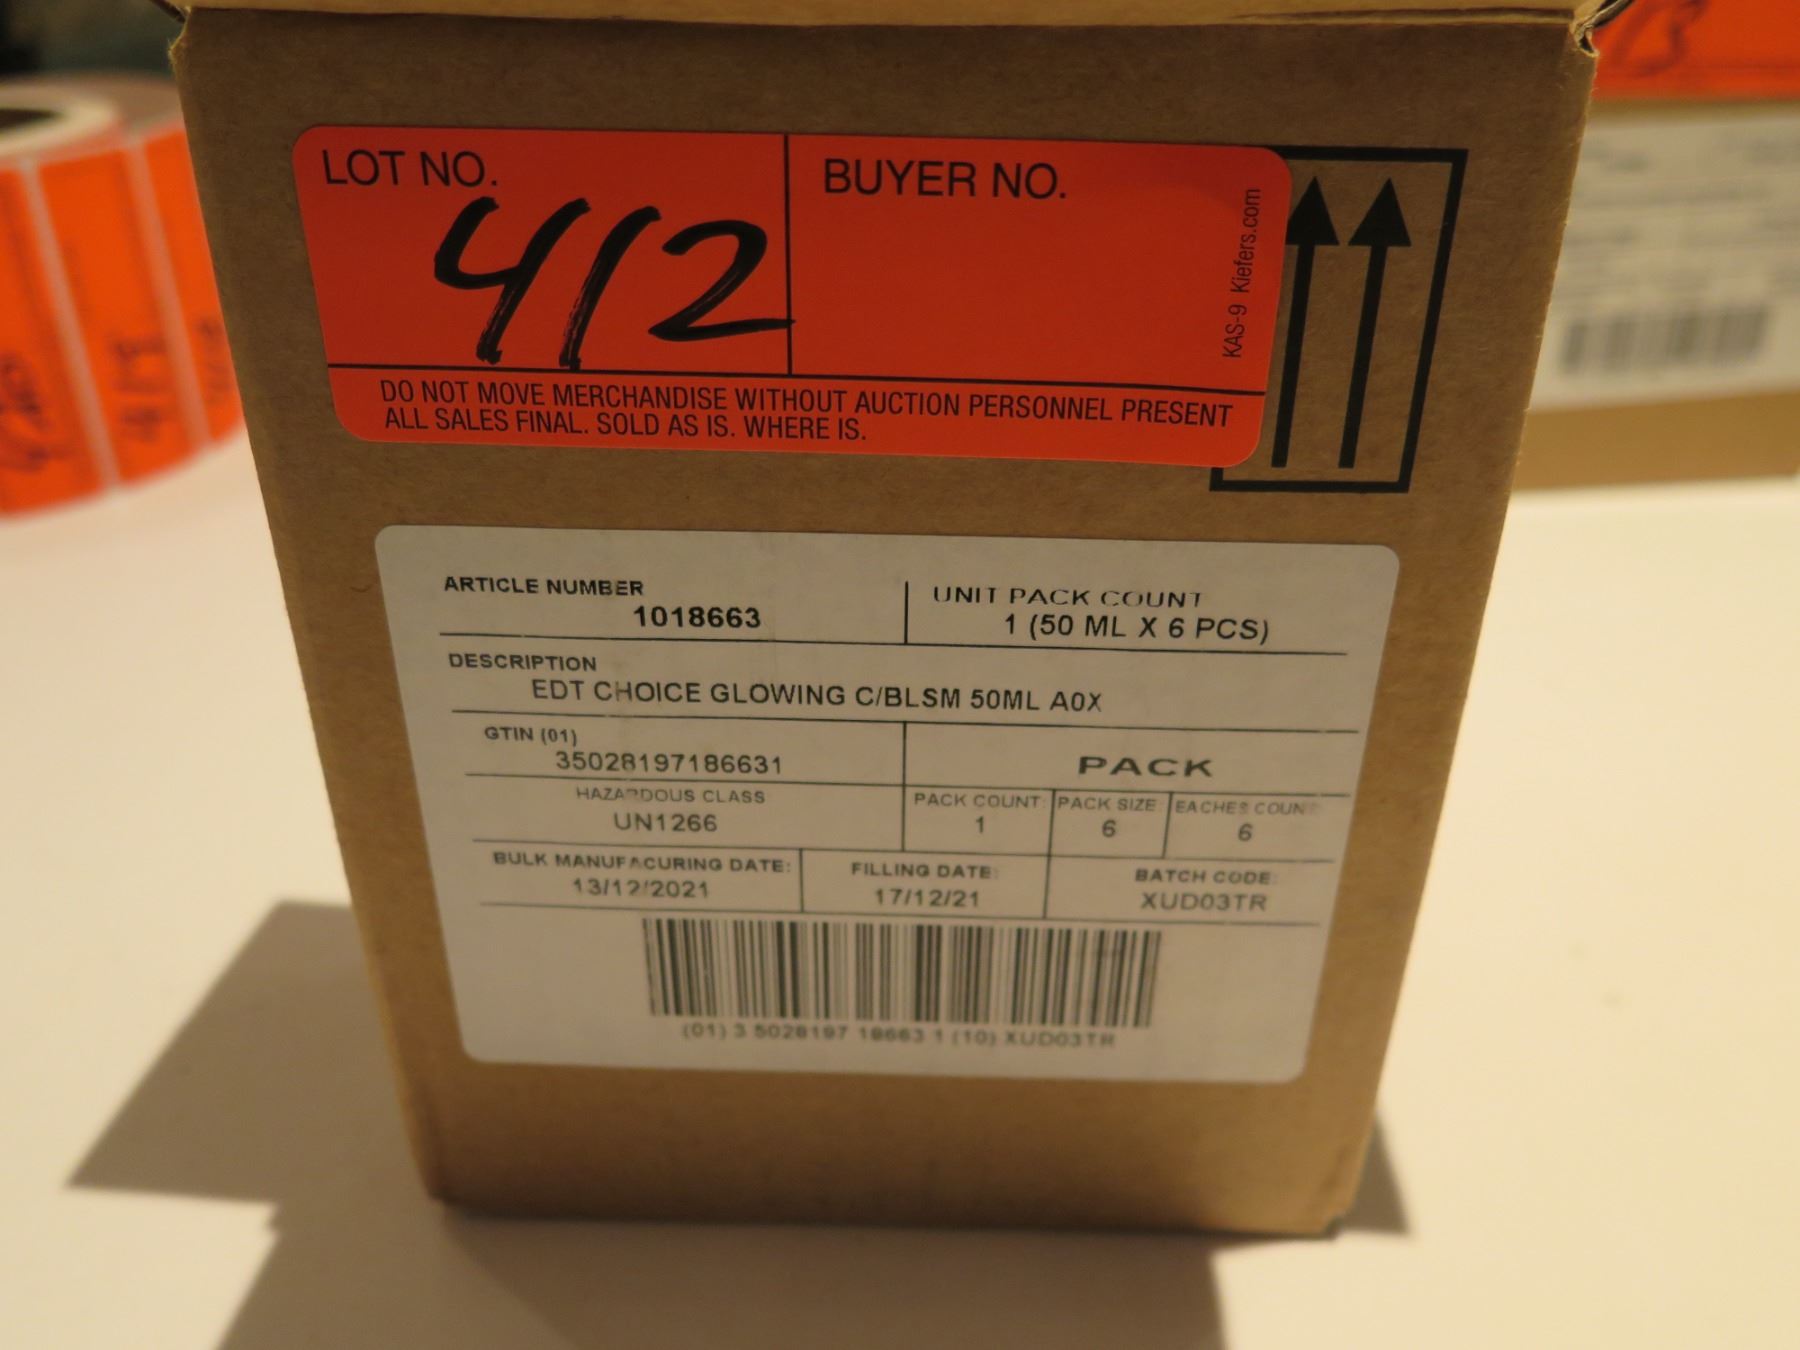 LOT NO.
412
BUYER NO.
KAS-9 Kiefers.com
DO NOT MOVE MERCHANDISE WITHOUT AUCTION PERSONNEL PRESENT
ALL SALES FINAL. SOLD AS IS. WHERE IS.
ARTICLE NUMBER
1018663
UNIT PACK COUNT
1 (50 ML X 6 PCS)
DESCRIPTION
EDT CHOICE GLOWING C/BLSM 50ML A0X
GTIN (01)
35028197186631
PACK
HAZARDOUS CLASS
UN1266
PACK COUNT:
1
PACK SIZE
6
EACHES COUNT
6
BULK MANUFACURING DATE:
13/12/2021
FILLING DATE:
17/12/21
BATCH CODE:
XUD03TR
(01) 3 5028197 18663 1 (10) XUD03TR
413